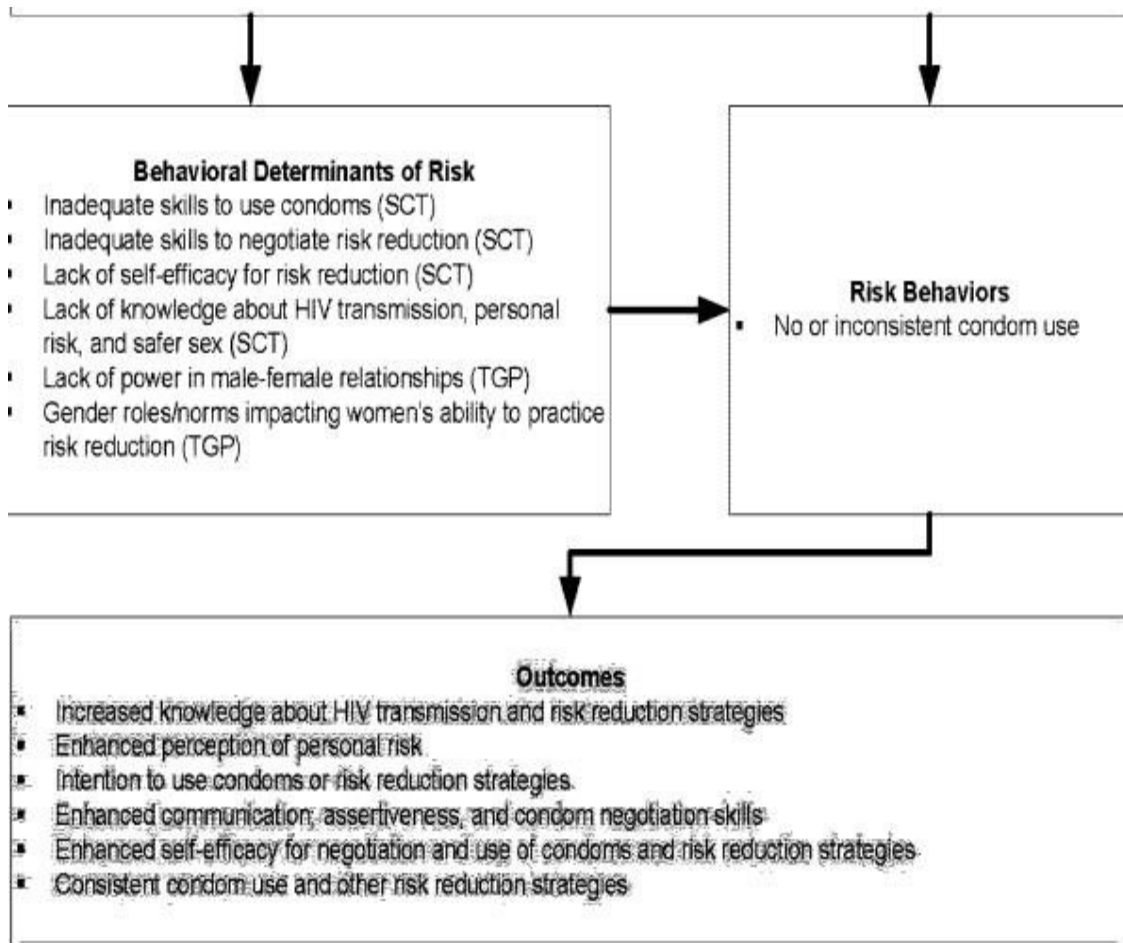 Behavioral Determinants of Risk
▪ Inadequate skills to use condoms (SCT)
▪ Inadequate skills to negotiate risk reduction (SCT)
▪ Lack of self-efficacy for risk reduction (SCT)
▪ Lack of knowledge about HIV transmission, personal
risk, and safer sex (SCT)
▪ Lack of power in male-female relationships (TGP)
▪ Gender roles/norms impacting women's ability to practice
risk reduction (TGP)
Risk Behaviors
▪ No or inconsistent condom use
Outcomes
▪ Increased knowledge about HIV transmission and risk reduction strategies
▪ Enhanced perception of personal risk
▪ Intention to use condoms or risk reduction strategies
▪ Enhanced communication, assertiveness, and condom negotiation skills
▪ Enhanced self-efficacy for negotiation and use of condoms and risk reduction strategies
▪ Consistent condom use and other risk reduction strategies